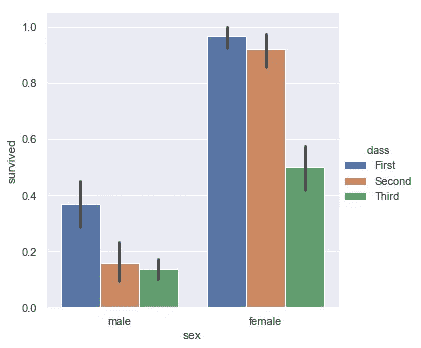 1.0
0.8
0.6
0.4
0.2
0.0
survived
male
female
sex
class
First
Second
Third